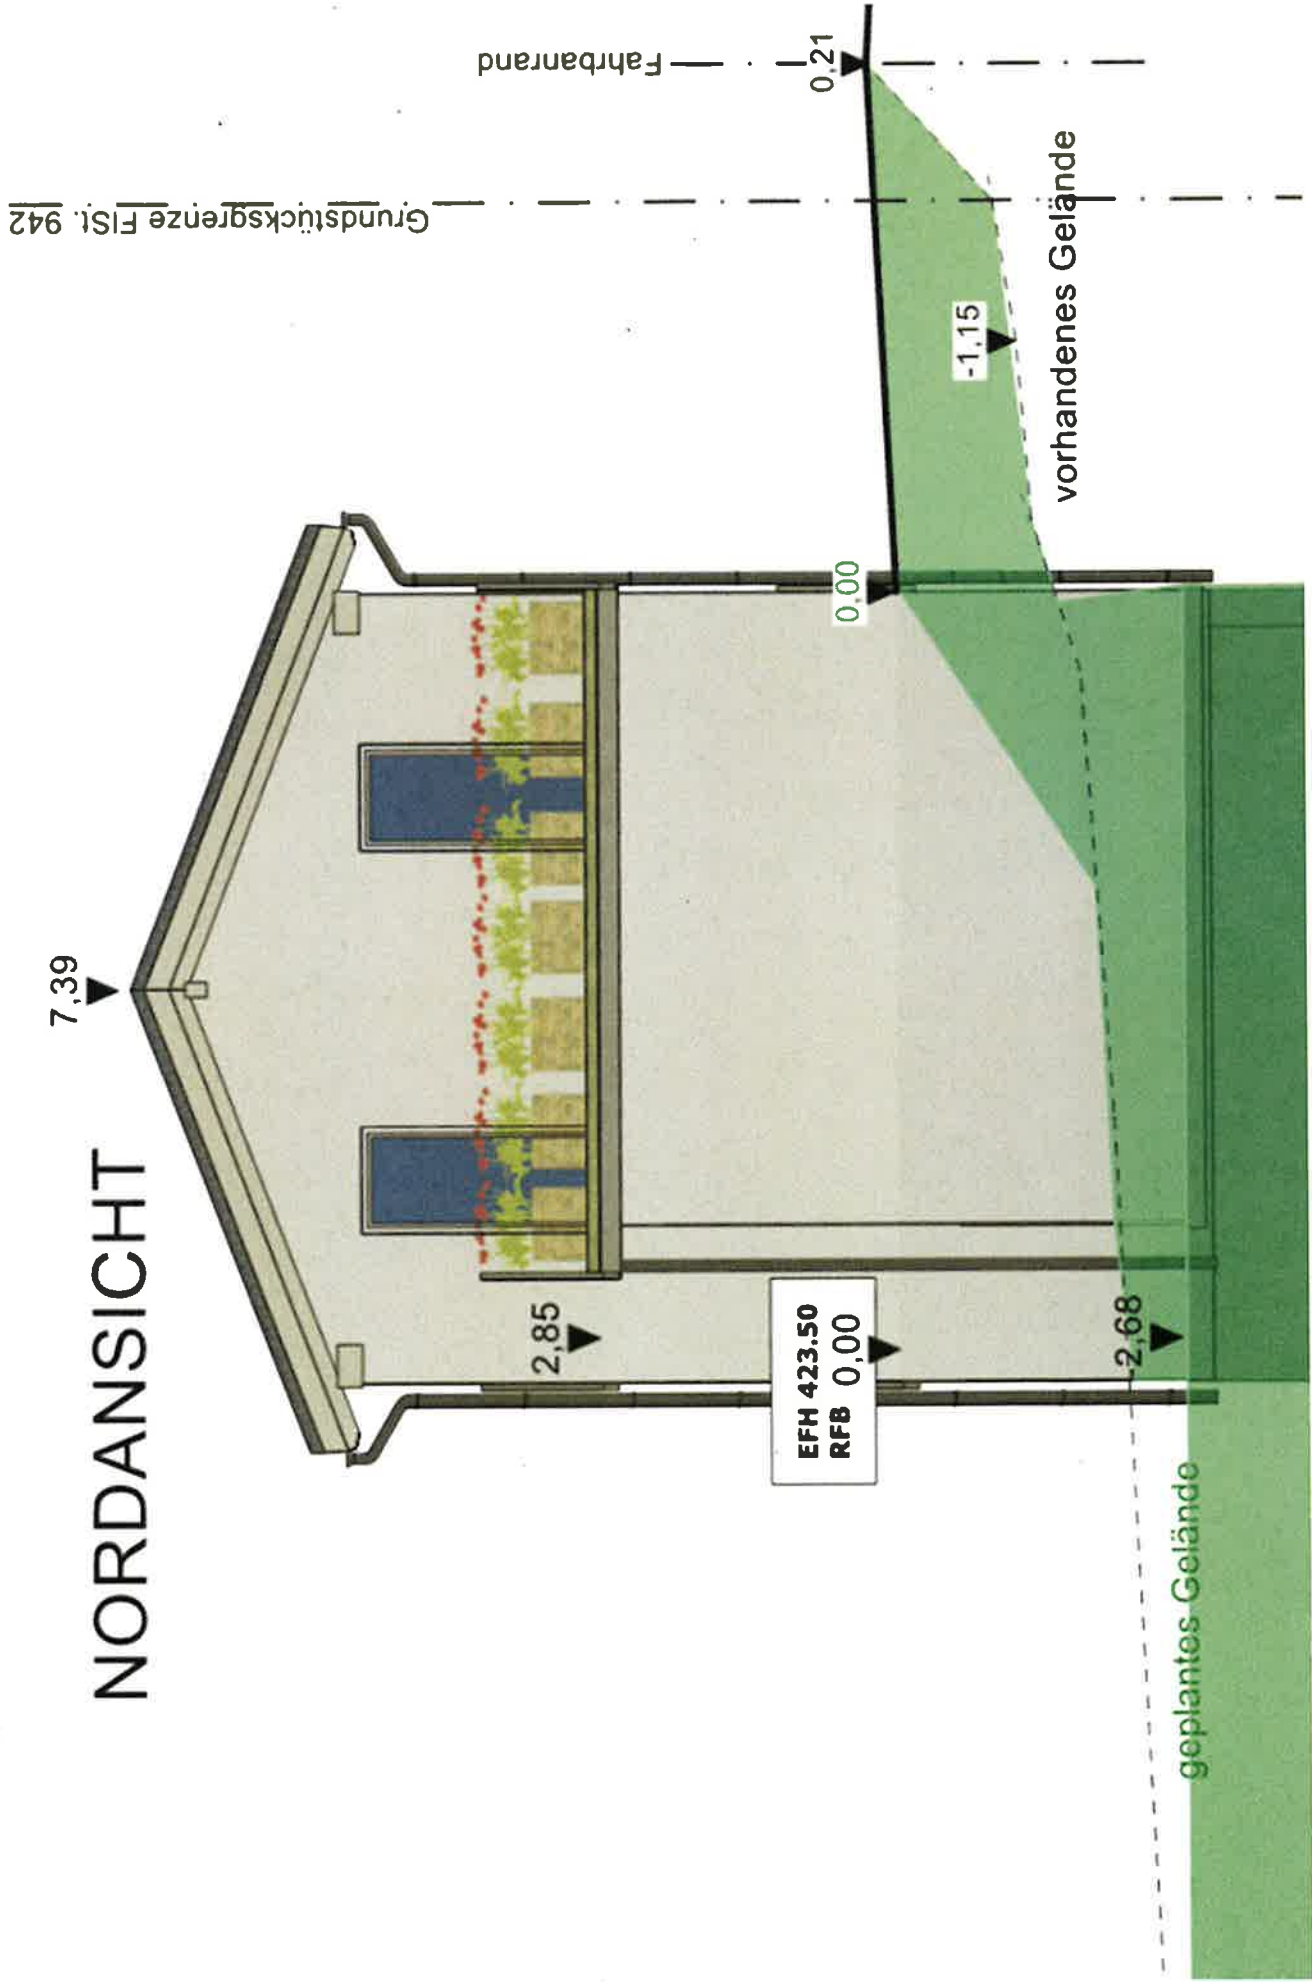 NORDANSICHT
7,39
Grundstücksgrenze FlSt. 942
Fahrbanrand
2,85
0,00
0,21
EFH 423.50
RFB 0,00
-1,15
-2,68
vorhandenes Gelände
geplantes Gelände